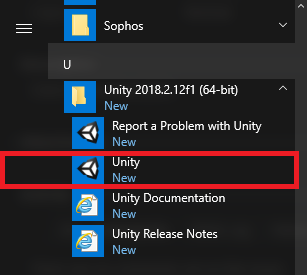 Sophos
U
Unity 2018.2.12f1 (64-bit)
New
Report a Problem with Unity
New
Unity
New
Unity Documentation
New
Unity Release Notes
New